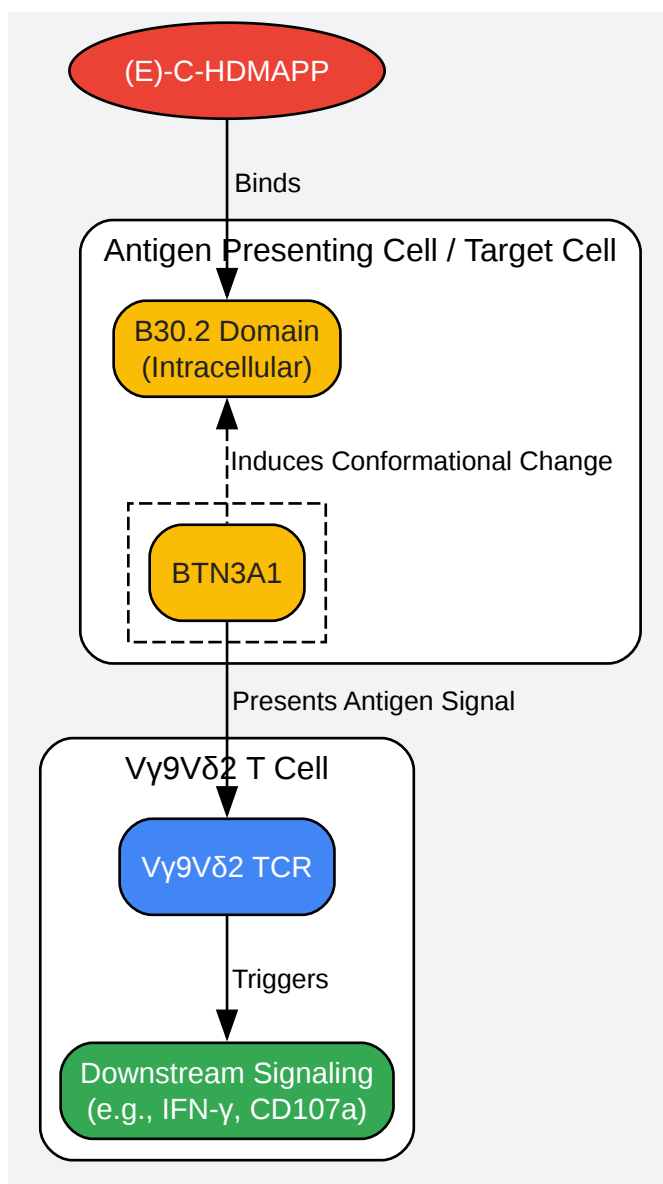 (E)-C-HDMAPP
Binds
Antigen Presenting Cell / Target Cell
B30.2 Domain
(Intracellular)
Induces Conformational Change
BTN3A1
Presents Antigen Signal
Vγ9Vδ2 T Cell
Vγ9Vδ2 TCR
Triggers
Downstream Signaling
(e.g., IFN-γ, CD107a)